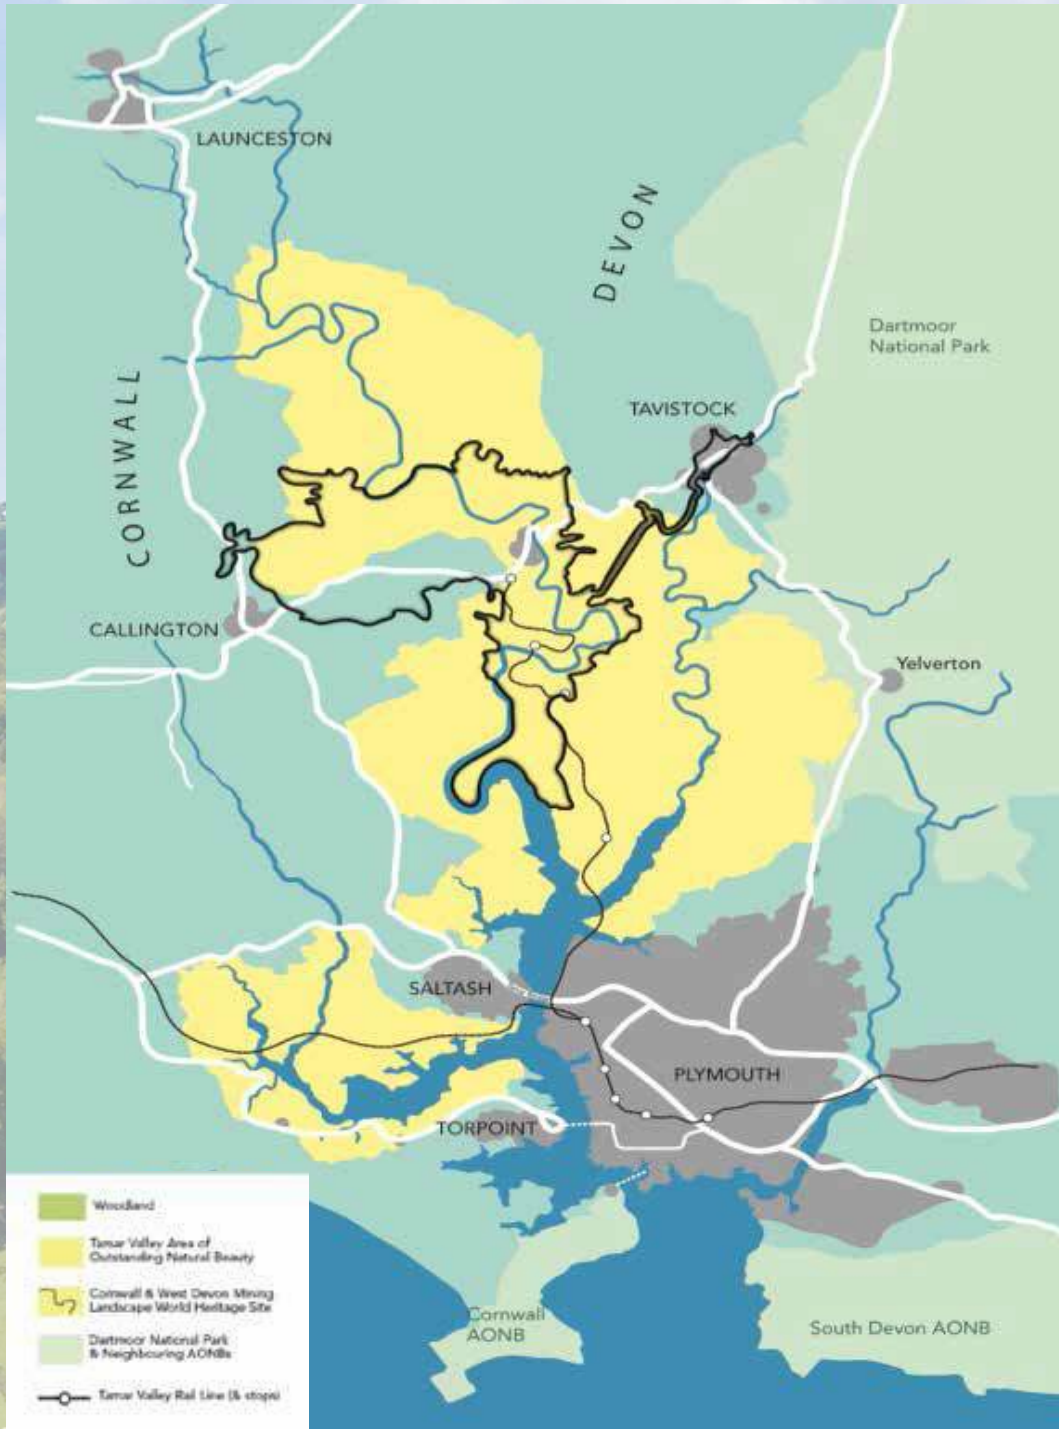 LAUNCESTON
DEVON
Dartmoor
National Park
CORNWALL
TAVISTOCK
CALLINGTON
Yelverton
SALTASH
PLYMOUTH
TORPOINT
Woodland
Tamar Valley Area of
Outstanding Natural Beauty
Cornwall & West Devon Mining
Landscape World Heritage Site
Dartmoor National Park
& Neighbouring AONBs
Tamar Valley Rail Line (& stops)
Cornwall
AONB
South Devon AONB